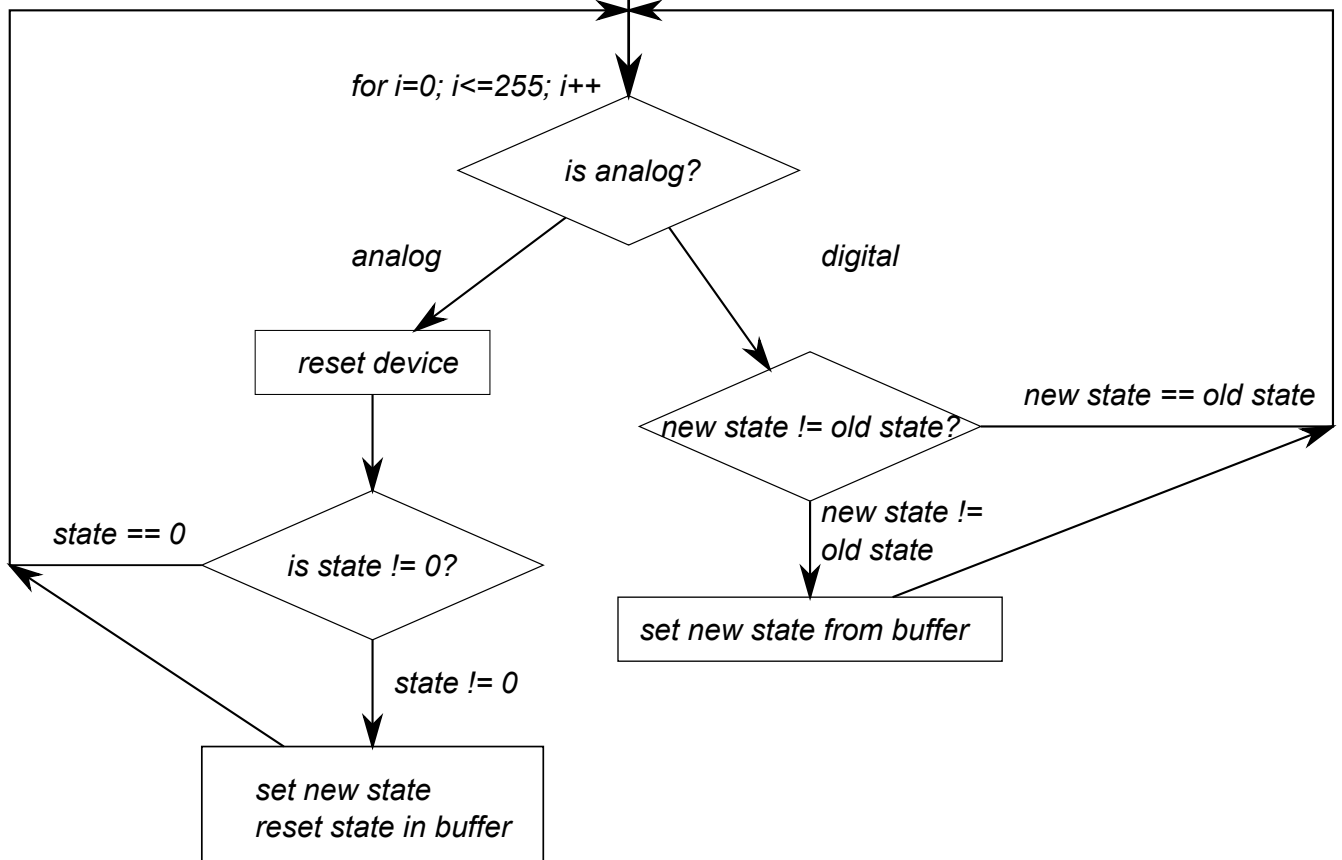 for i=0; i<=255; i++
is analog?
analog
digital
reset device
new state == old state
new state != old state?
new state !=
old state
state == 0
is state != 0?
set new state from buffer
state != 0
set new state
reset state in buffer